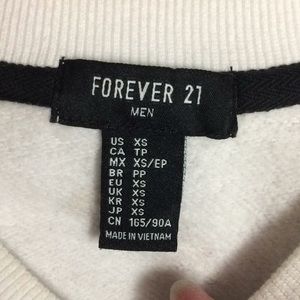 FOREVER 21
MEN
US XS
CA TP
MX XS/EP
BR PP
EU XS
UK XS
KR XS
JP XS
CN 165/90A
MADE IN VIETNAM